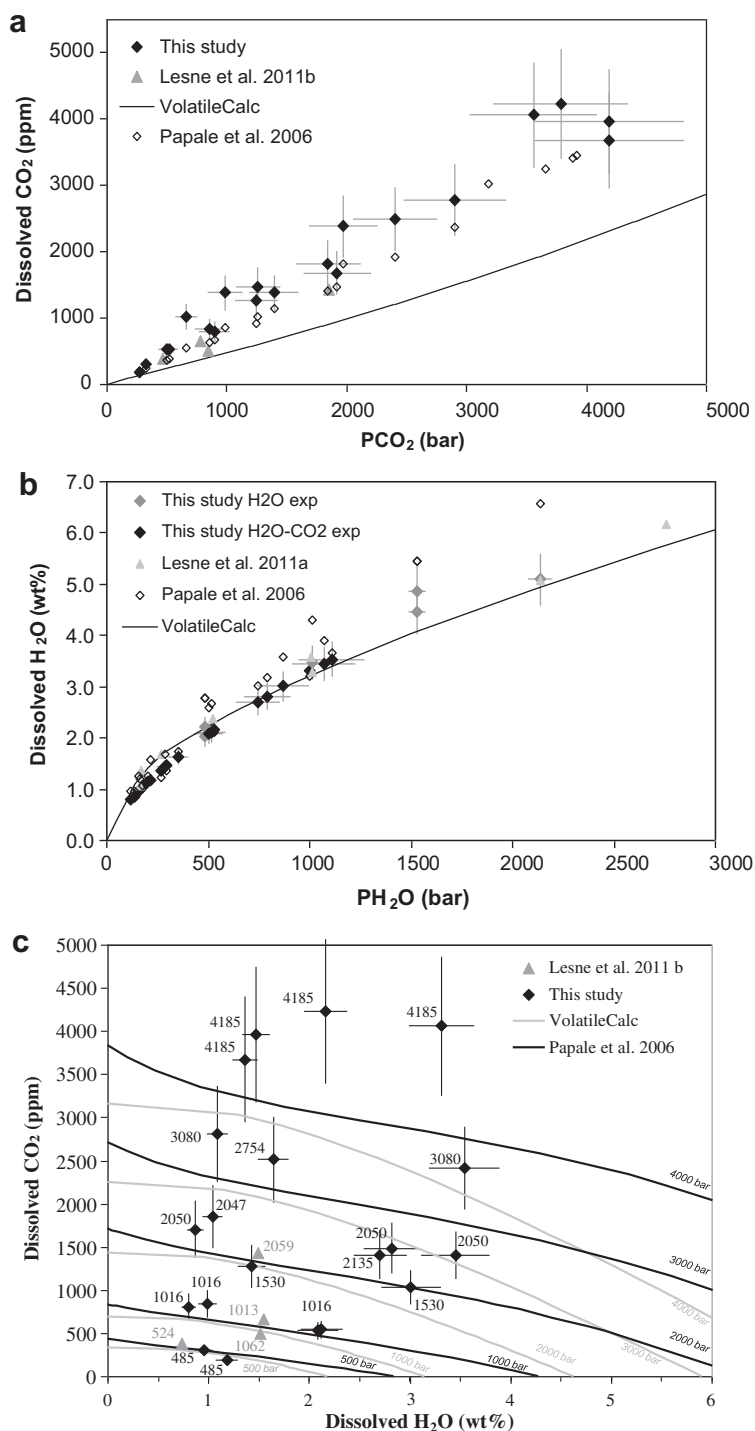 a
5000
4000
3000
2000
1000
0
Dissolved CO2 (ppm)
This study
Lesne et al. 2011b
VolatileCalc
Papale et al. 2006
0 1000 2000 3000 4000 5000
PCO2 (bar)
b
7.0
6.0
5.0
4.0
3.0
2.0
1.0
0.0
Dissolved H2O (wt%)
This study H2O exp
This study H2O-CO2 exp
Lesne et al. 2011a
Papale et al. 2006
VolatileCalc
0 500 1000 1500 2000 2500 3000
PH2O (bar)
c
5000
4500
4000
3500
3000
2500
2000
1500
1000
500
0
Dissolved CO2 (ppm)
Lesne et al. 2011 b
This study
VolatileCalc
Papale et al. 2006
4185
4185
4185
4185
3080
2754
3080
2050
2047
2059
1530
2050
2135
2050
1530
1016
1016
1013
1016
524
1062
485
485
4000 bar
3000 bar
2000 bar
1000 bar
500 bar
4000 bar
3000 bar
2000 bar
1000 bar
500 bar
0 1 2 3 4 5 6
Dissolved H2O (wt%)